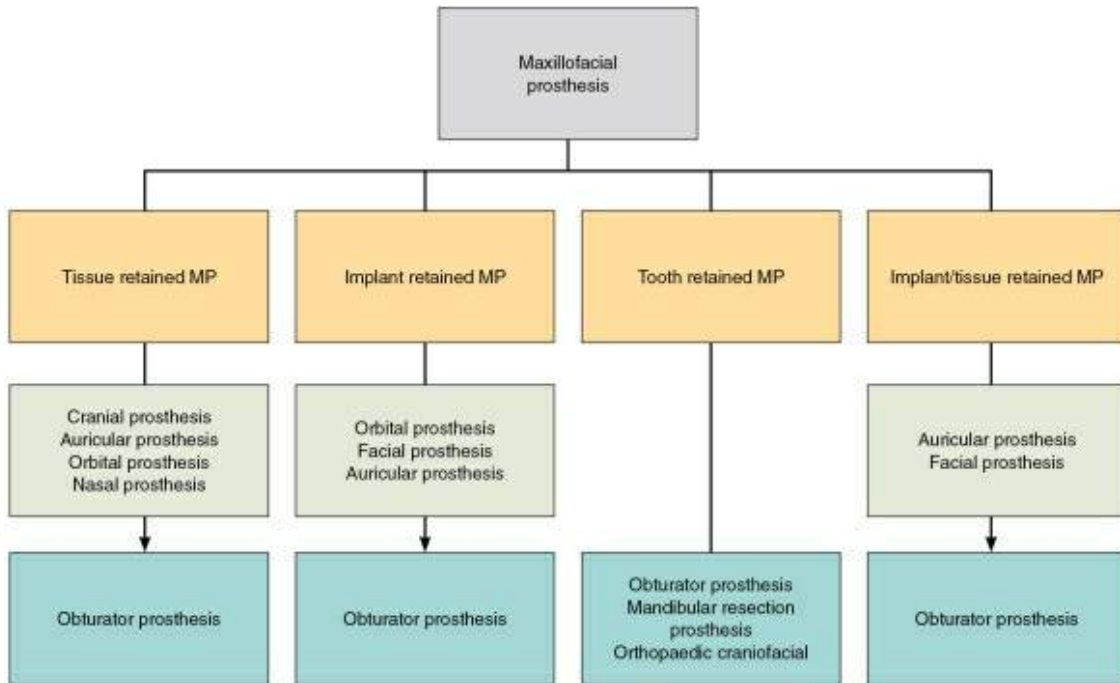 Maxillofacial
prosthesis
Tissue retained MP
Implant retained MP
Tooth retained MP
Implant/tissue retained MP
Cranial prosthesis
Auricular prosthesis
Orbital prosthesis
Nasal prosthesis
Orbital prosthesis
Facial prosthesis
Auricular prosthesis
Auricular prosthesis
Facial prosthesis
Obturator prosthesis
Obturator prosthesis
Obturator prosthesis
Mandibular resection
prosthesis
Orthopaedic craniofacial
Obturator prosthesis